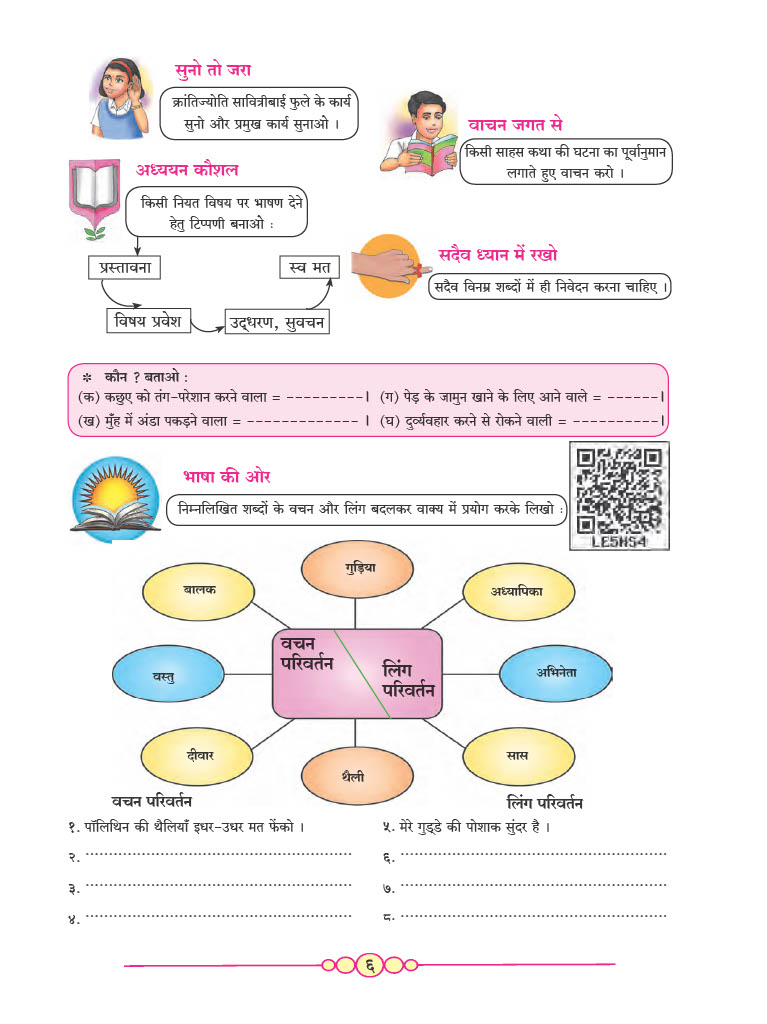 सुनो तो जरा
क्रांतिज्योति सावित्रीबाई फुले के कार्य
सुनो और प्रमुख कार्य सुनाओ ।
वाचन जगत से
किसी साहस कथा की घटना का पूर्वानुमान
लगाते हुए वाचन करो ।
अध्ययन कौशल
किसी नियत विषय पर भाषण देने
हेतु टिप्पणी बनाओ :
प्रस्तावना
स्व मत
विषय प्रवेश
उद्धरण, सुवचन
सदैव ध्यान में रखो
सदैव विनम्र शब्दों में ही निवेदन करना चाहिए ।
* कौन ? बताओ :
(क) कछुए को तंग-परेशान करने वाला = ---------। (ग) पेड़ के जामुन खाने के लिए आने वाले = ------।
(ख) मुँह में अंडा पकड़ने वाला = ------------- । (घ) दुर्व्यवहार करने से रोकने वाली = ----------।
भाषा की ओर
निम्नलिखित शब्दों के वचन और लिंग बदलकर वाक्य में प्रयोग करके लिखो :
LE5HS4
गुड़िया
बालक
अध्यापिका
वचन
परिवर्तन
लिंग
परिवर्तन
वस्तु
अभिनेता
दीवार
सास
थैली
वचन परिवर्तन
लिंग परिवर्तन
१. पॉलिथिन की थैलियाँ इधर-उधर मत फेंको ।
२. ........................................................
३. ........................................................
४. ........................................................
५. मेरे गुड्डे की पोशाक सुंदर है ।
६. ........................................................
७. ........................................................
८. ........................................................
६